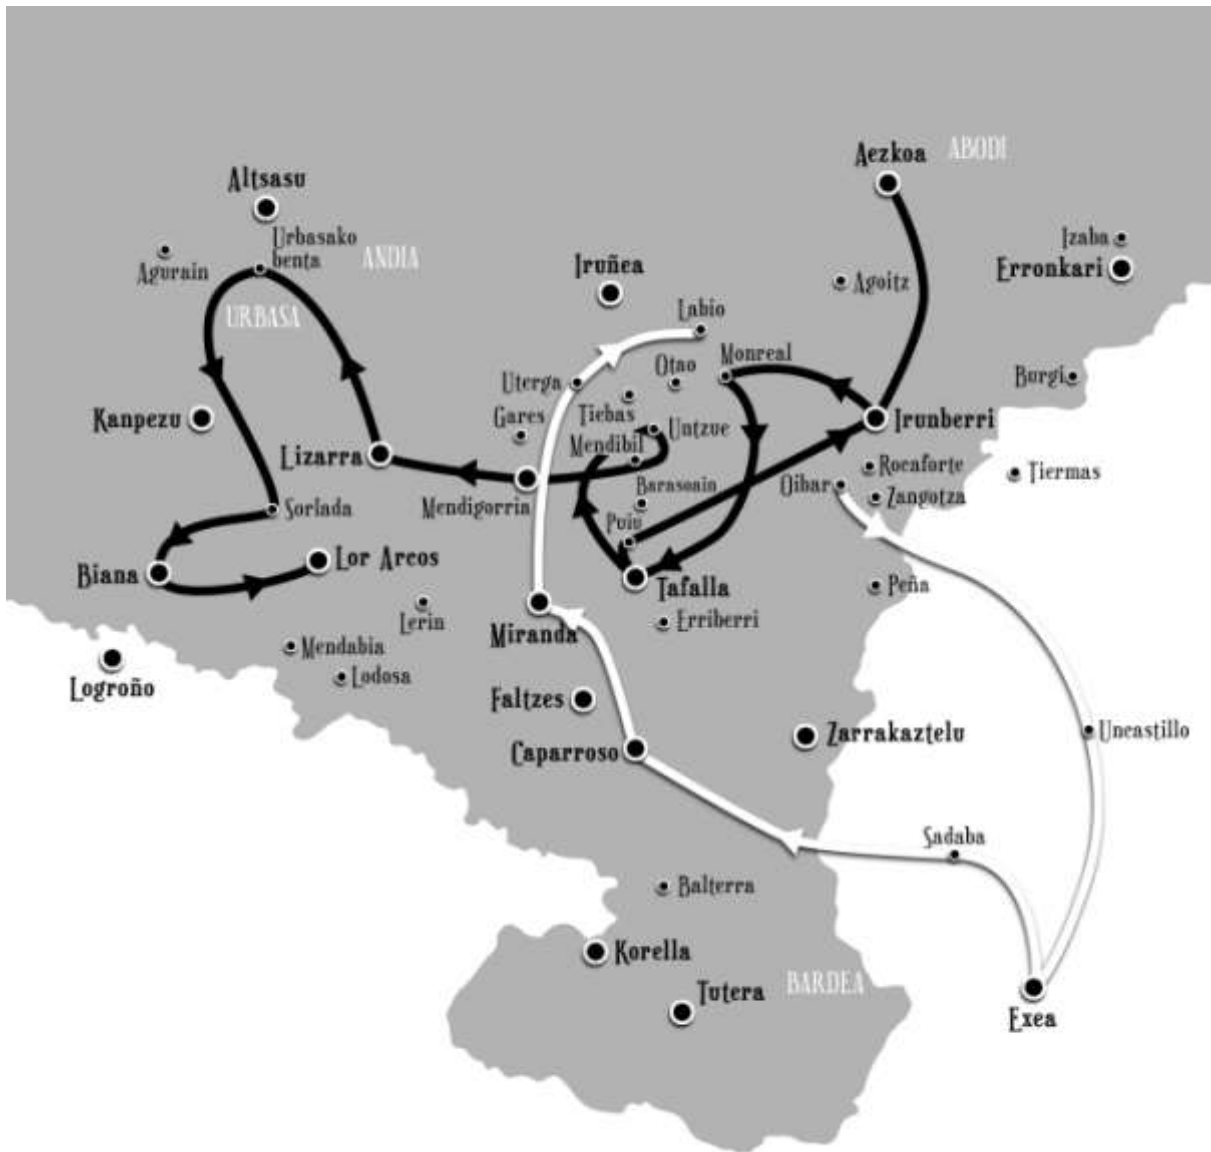 Aezkoa
ABODI
Altsasu
Urbasako
benta
ANDIA
Agurain
Izaba
Erronkari
Iruñea
Agoitz
Labio
URBASA
Otao
Monreal
Uterga
Tiebas
Burgi
Kanpezu
Gares
Untzue
Irunberri
Lizarra
Mendibil
Rocaforte
Tiermas
Oibar
Zangotza
Barasoain
Mendigorria
Sorlada
Puiu
Lor Arcos
Biana
Tafalla
Peña
Lerin
Erriberri
Miranda
Mendabia
Lodosa
Logroño
Faltzes
Zarrakaztelu
Uncastillo
Caparroso
Sadaba
Balterra
Korella
Tutera
BARDEA
Exea